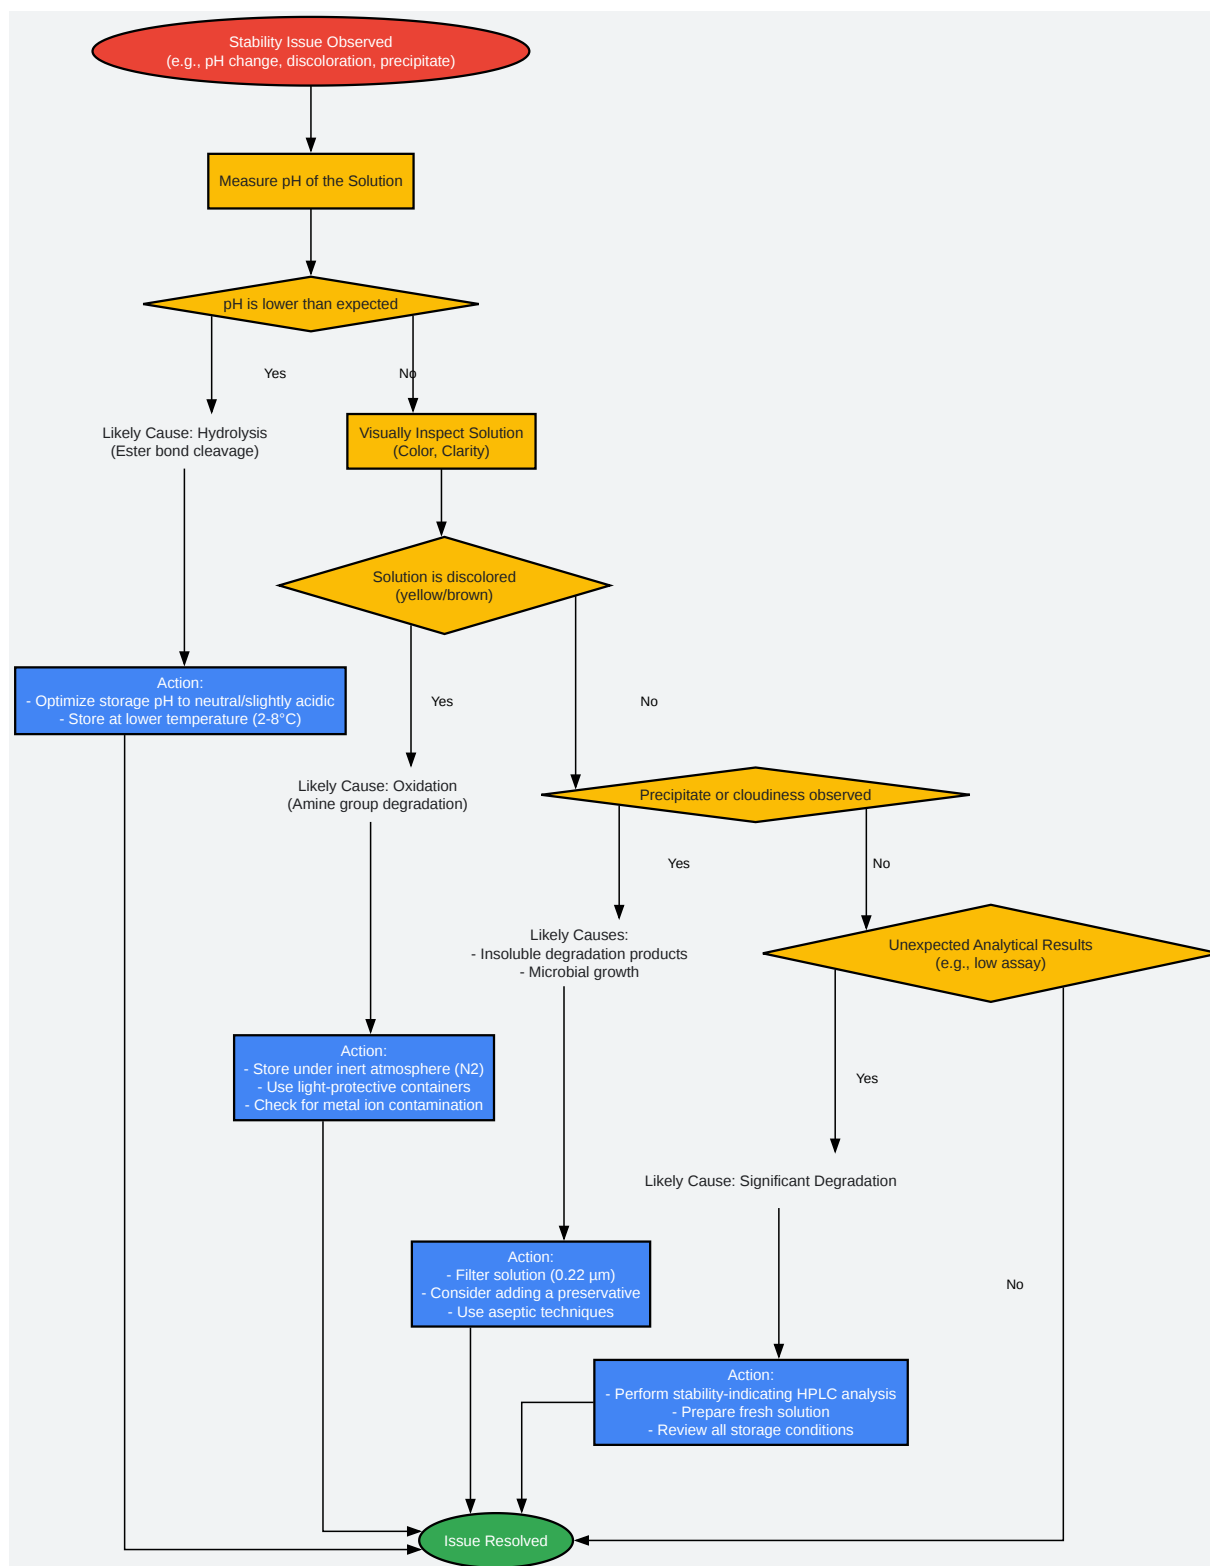 Stability Issue Observed
(e.g., pH change, discoloration, precipitate)
Measure pH of the Solution
pH is lower than expected
Yes
No
Likely Cause: Hydrolysis
(Ester bond cleavage)
Visually Inspect Solution
(Color, Clarity)
Solution is discolored
(yellow/brown)
Action:
- Optimize storage pH to neutral/slightly acidic
- Store at lower temperature (2-8°C)
Yes
No
Likely Cause: Oxidation
(Amine group degradation)
Precipitate or cloudiness observed
Yes
No
Likely Causes:
- Insoluble degradation products
- Microbial growth
Unexpected Analytical Results
(e.g., low assay)
Action:
- Store under inert atmosphere (N2)
- Use light-protective containers
- Check for metal ion contamination
Yes
Likely Cause: Significant Degradation
Action:
- Filter solution (0.22 µm)
- Consider adding a preservative
- Use aseptic techniques
No
Action:
- Perform stability-indicating HPLC analysis
- Prepare fresh solution
- Review all storage conditions
Issue Resolved